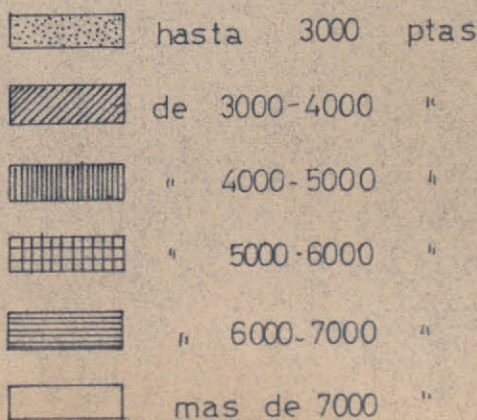 hasta 3000 ptas
de 3000-4000 "
" 4000-5000 "
" 5000-6000 "
" 6000-7000 "
mas de 7000 "